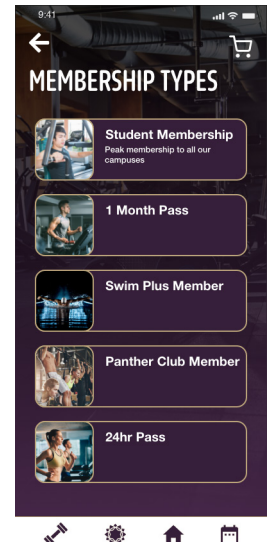 9:41
MEMBERSHIP TYPES
Student Membership
Peak membership to all our
campuses
1 Month Pass
Swim Plus Member
Panther Club Member
24hr Pass